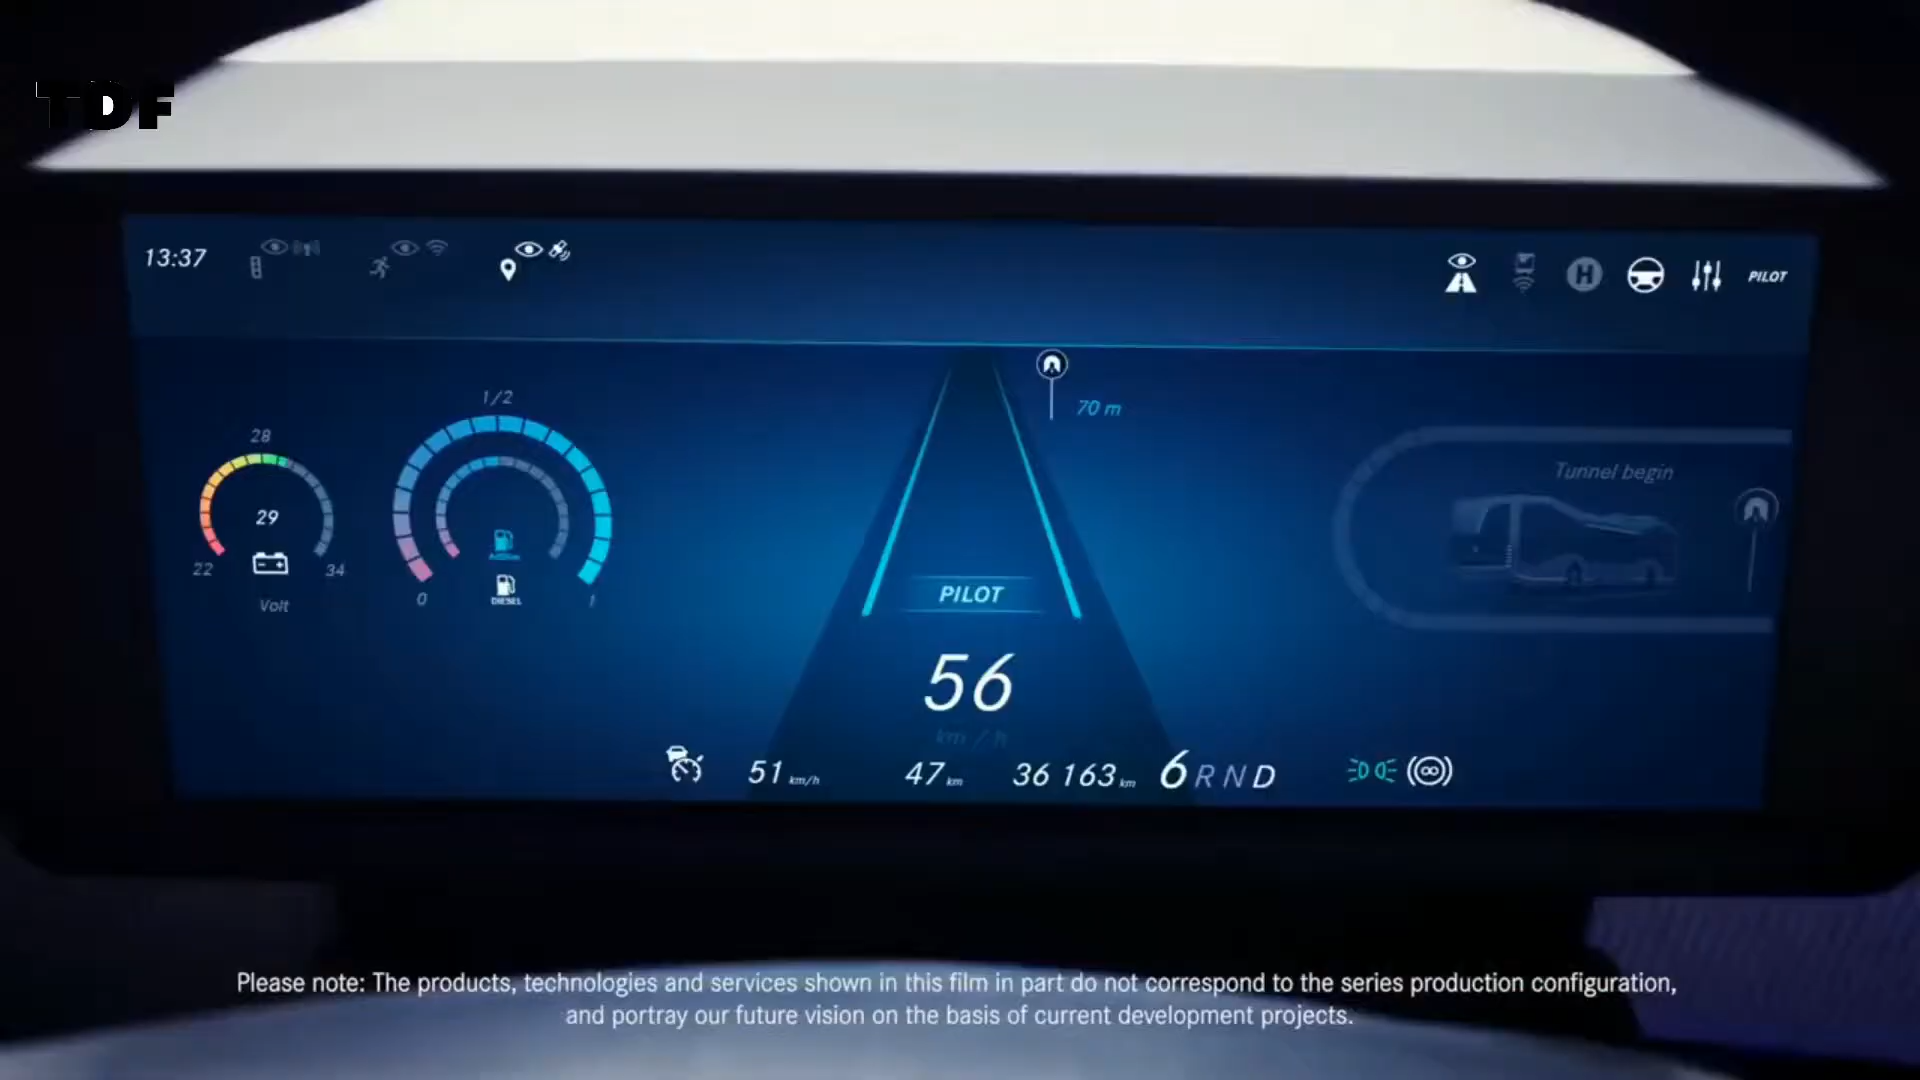 TDF
13:37
H
PILOT
1/2
70 m
28
Tunnel begin
29
22
34
0
DIESEL
1
Volt
PILOT
56
km / h
51 km/h
47 km
36 163 km
6 R N D
Please note: The products, technologies and services shown in this film in part do not correspond to the series production configuration,
and portray our future vision on the basis of current development projects.